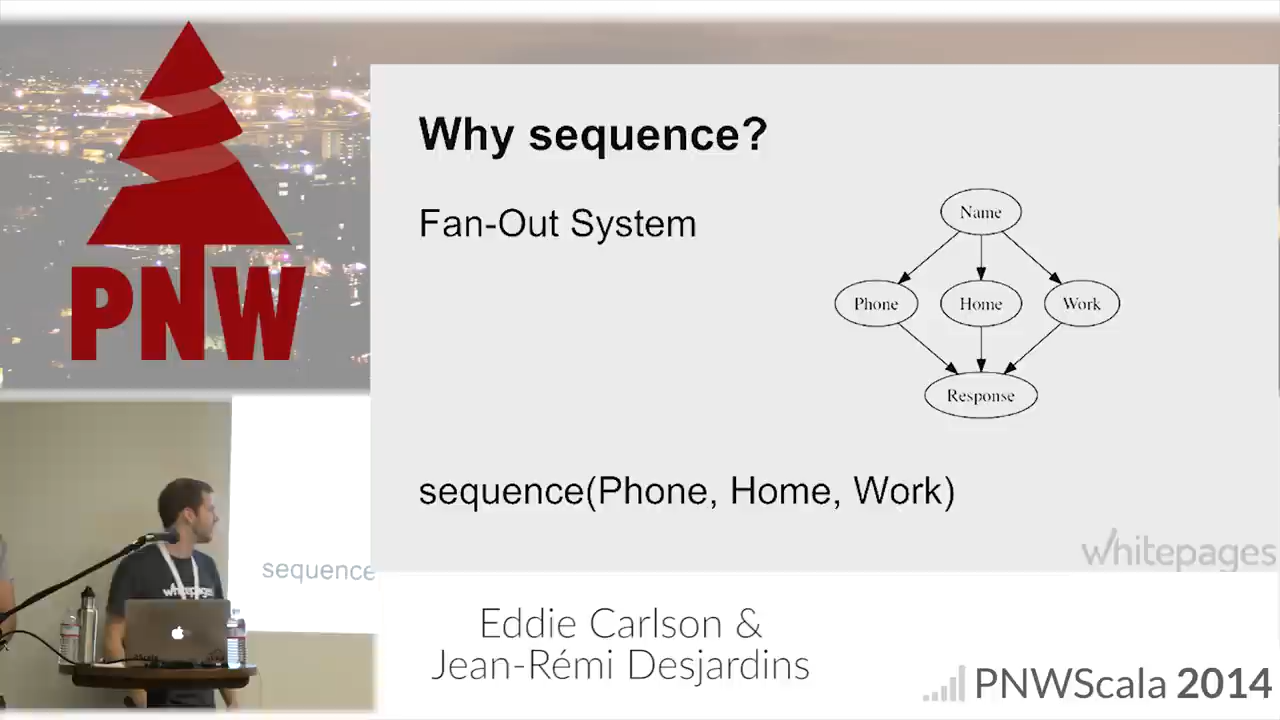 PNW
Why sequence?
Fan-Out System
Name
Phone
Home
Work
Response
sequence(Phone, Home, Work)
whitepages
whitepages
sequence
Eddie Carlson &
Jean-Rémi Desjardins
PNWScala 2014